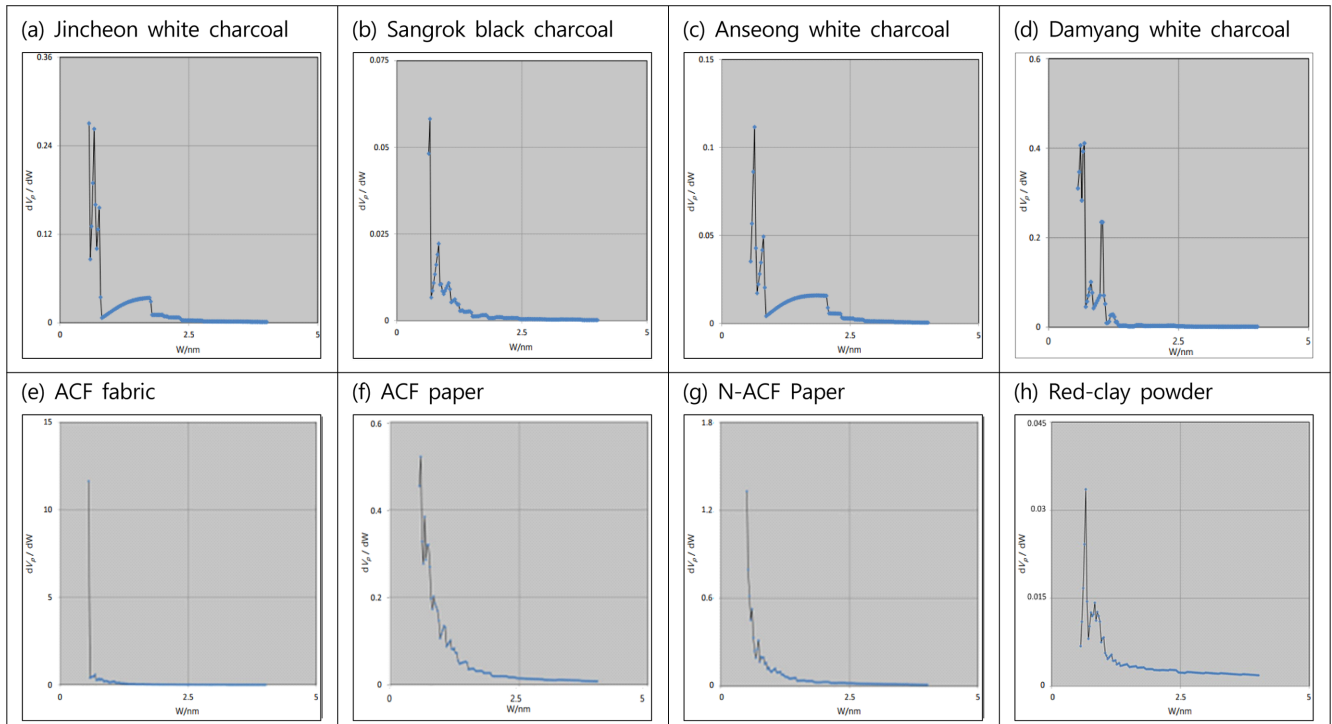 (a) Jincheon white charcoal
0.36
0.24
0.12
0
dVp / dW
0
2.5
5
W/nm
(b) Sangrok black charcoal
0.075
0.05
0.025
0
dVp / dW
0
2.5
5
W/nm
(c) Anseong white charcoal
0.15
0.1
0.05
0
dVp / dW
0
2.5
5
W/nm
(d) Damyang white charcoal
0.6
0.4
0.2
0
dVp / dW
0
2.5
5
W/nm
(e) ACF fabric
15
10
5
0
dVp / dW
0
2.5
5
W/nm
(f) ACF paper
0.6
0.4
0.2
0
dVp / dW
0
2.5
5
W/nm
(g) N-ACF Paper
1.8
1.2
0.6
0
dVp / dW
0
2.5
5
W/nm
(h) Red-clay powder
0.045
0.03
0.015
0
dVp / dW
0
2.5
5
W/nm